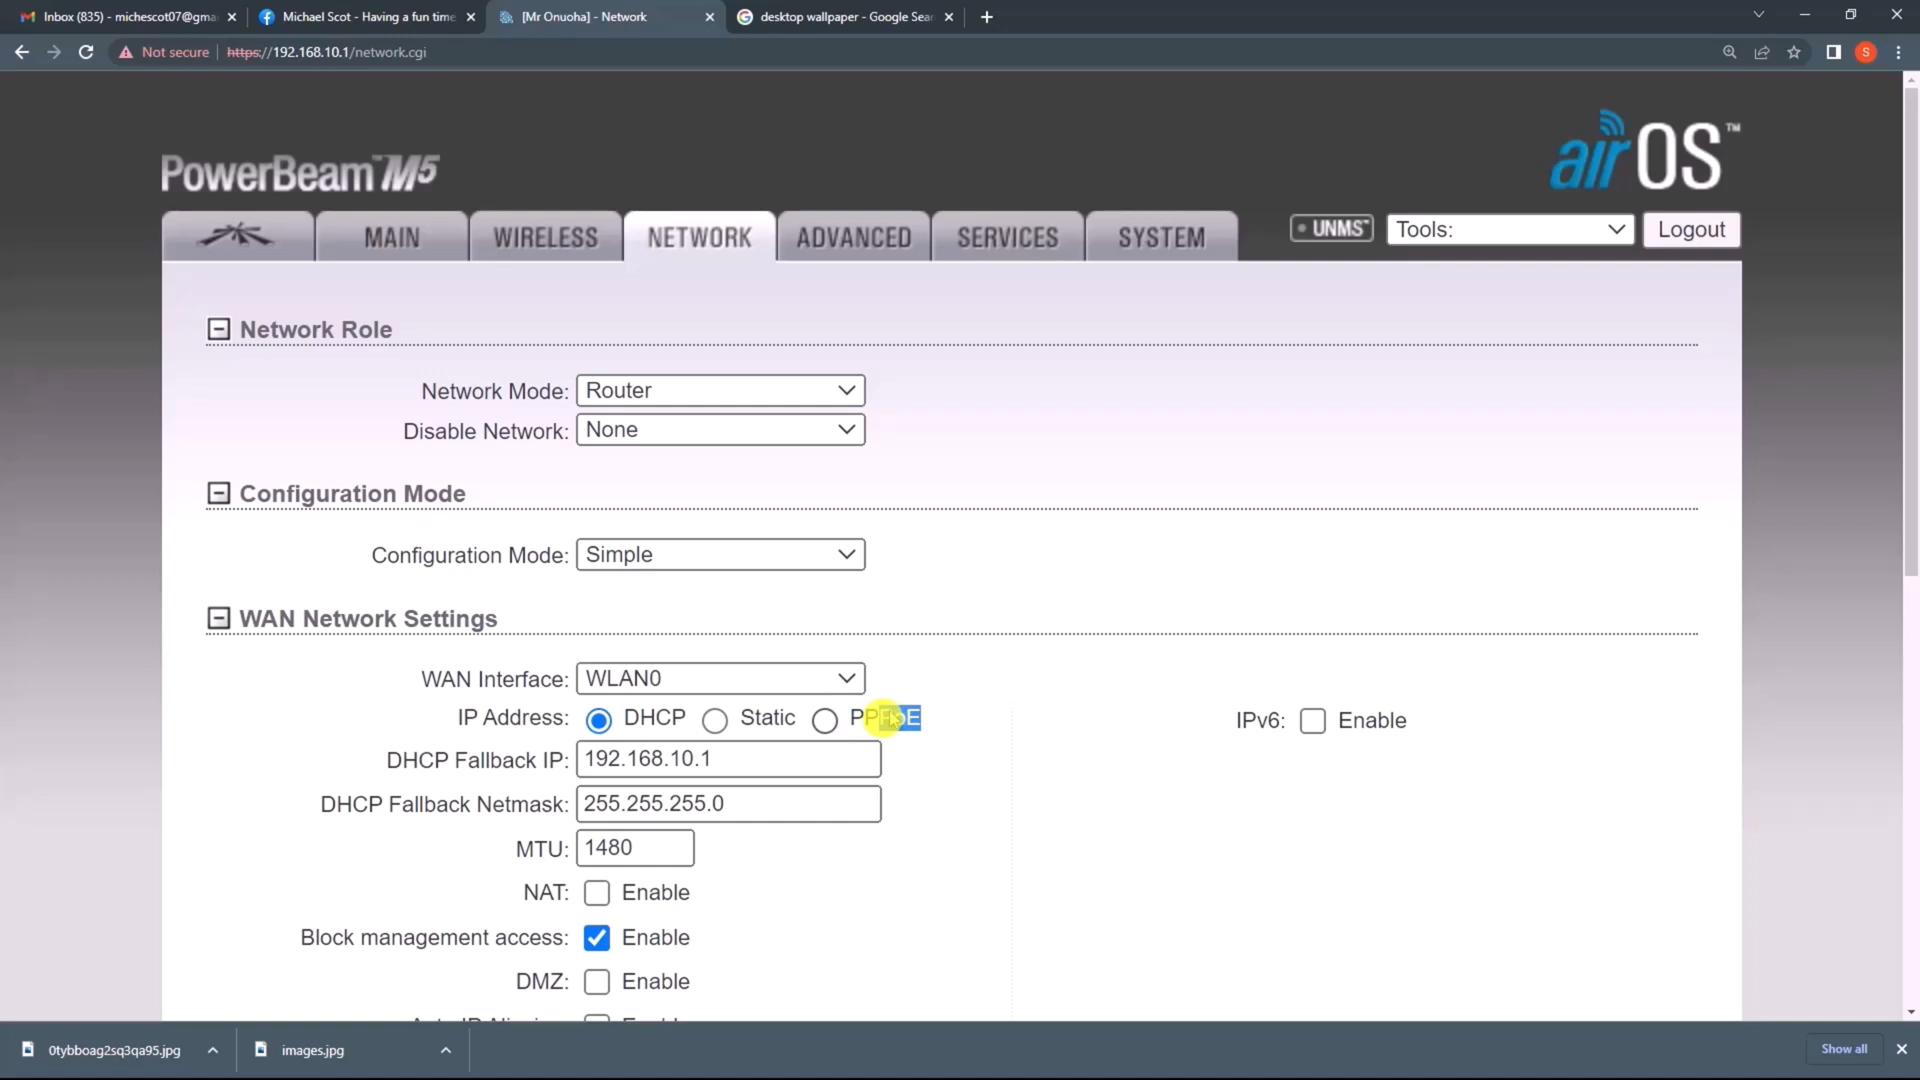 Inbox (835) - michescot07@gma
Michael Scot - Having a fun time
[Mr Onuoha] - Network
desktop wallpaper - Google Sear
Not secure
https://192.168.10.1/network.cgi
S
PowerBeam™ M5
airOS™
MAIN
WIRELESS
NETWORK
ADVANCED
SERVICES
SYSTEM
UNMS™
Tools:
Logout
Network Role
Network Mode: Router
Disable Network: None
Configuration Mode
Configuration Mode: Simple
WAN Network Settings
WAN Interface: WLAN0
IP Address: DHCP Static PPPoE
IPv6: Enable
DHCP Fallback IP: 192.168.10.1
DHCP Fallback Netmask: 255.255.255.0
MTU: 1480
NAT: Enable
Block management access: Enable
DMZ: Enable
0tybboag2sq3qa95.jpg
images.jpg
Show all